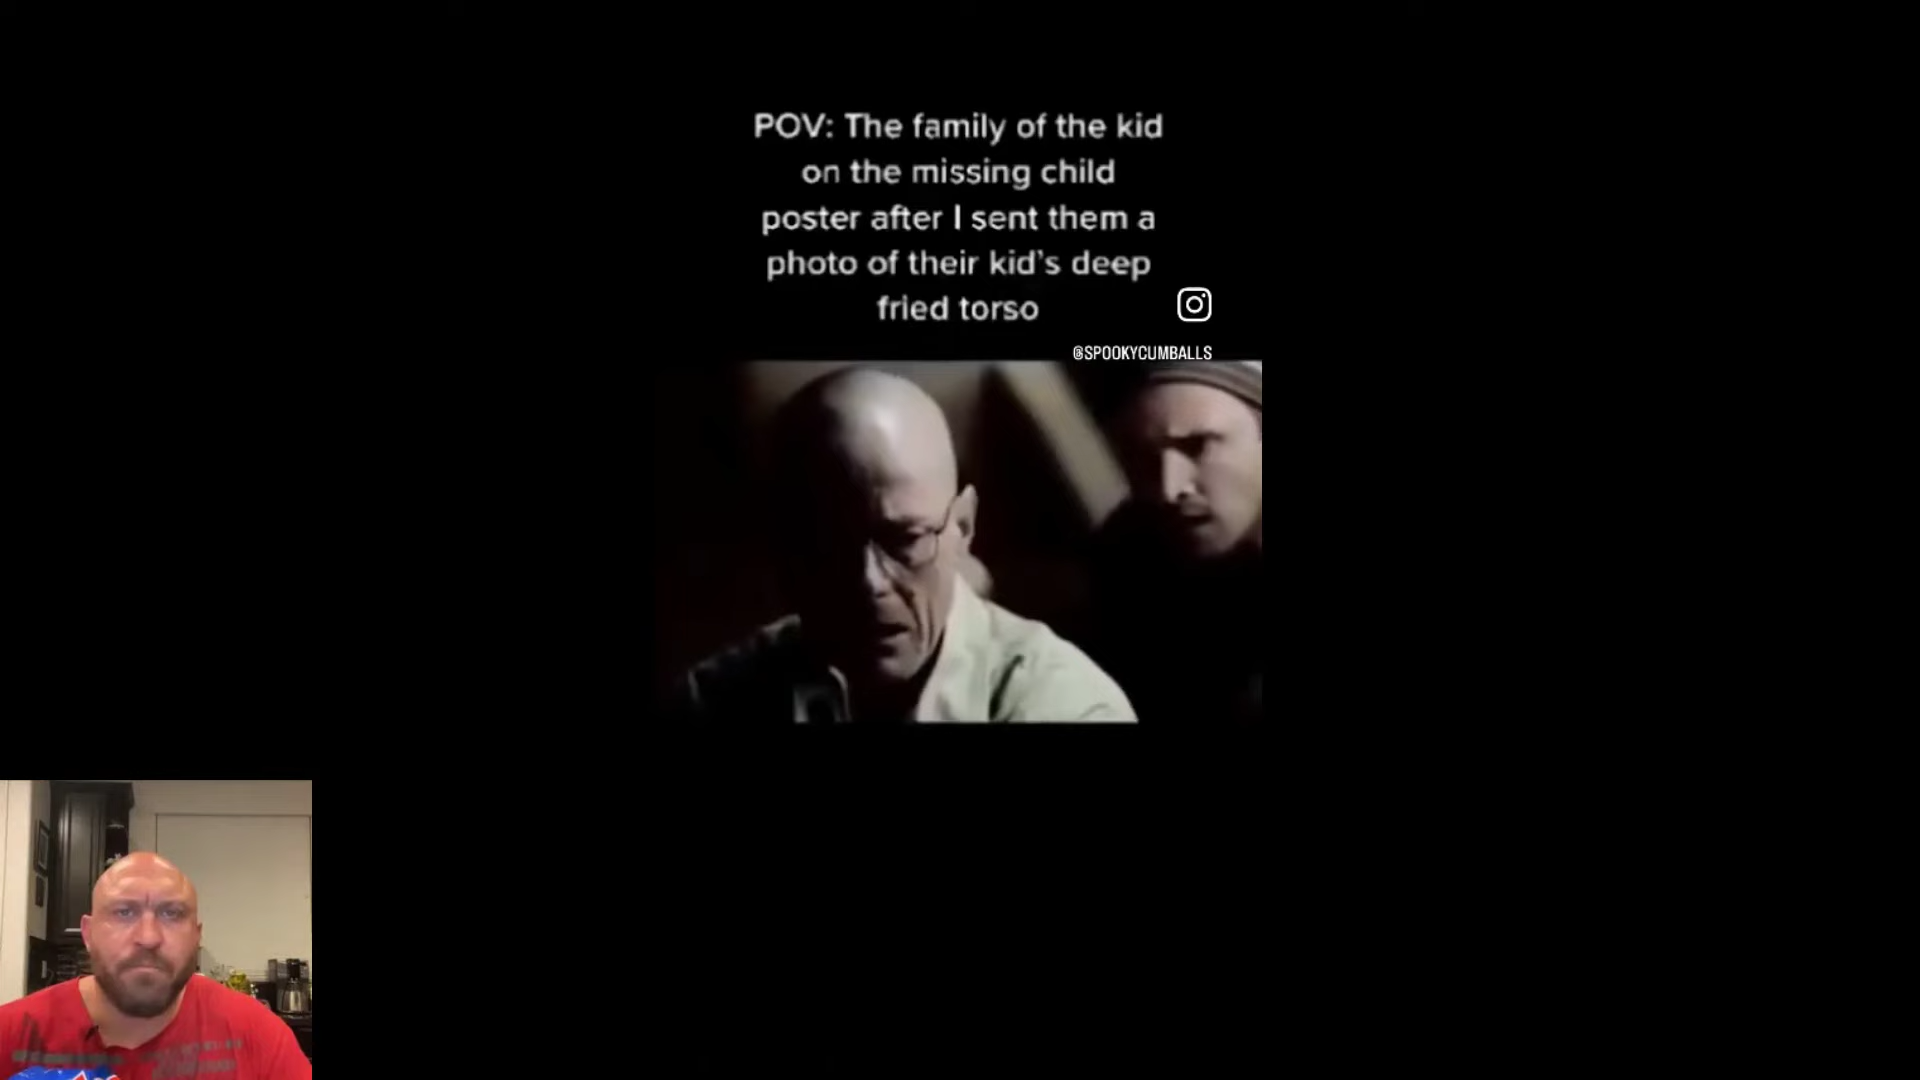 POV: The family of the kid
on the missing child
poster after I sent them a
photo of their kid's deep
fried torso
@SPOOKYCUMBALLS